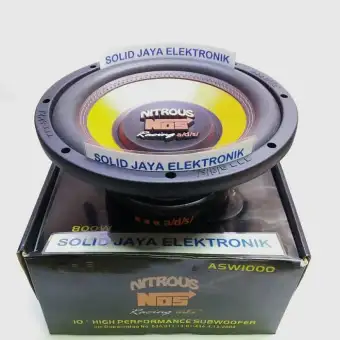 SOLID JAYA ELEKTRONIK
NITROUS
NOS
Racing a/d/s/
SOLID JAYA ELEKTRONIK
a/d/s/
800W
SOLID JAYA ELEKTRONIK
ASW1000
NITROUS
NOS
Racing a/d/s/
10" HIGH PERFORMANCE SUBWOOFER